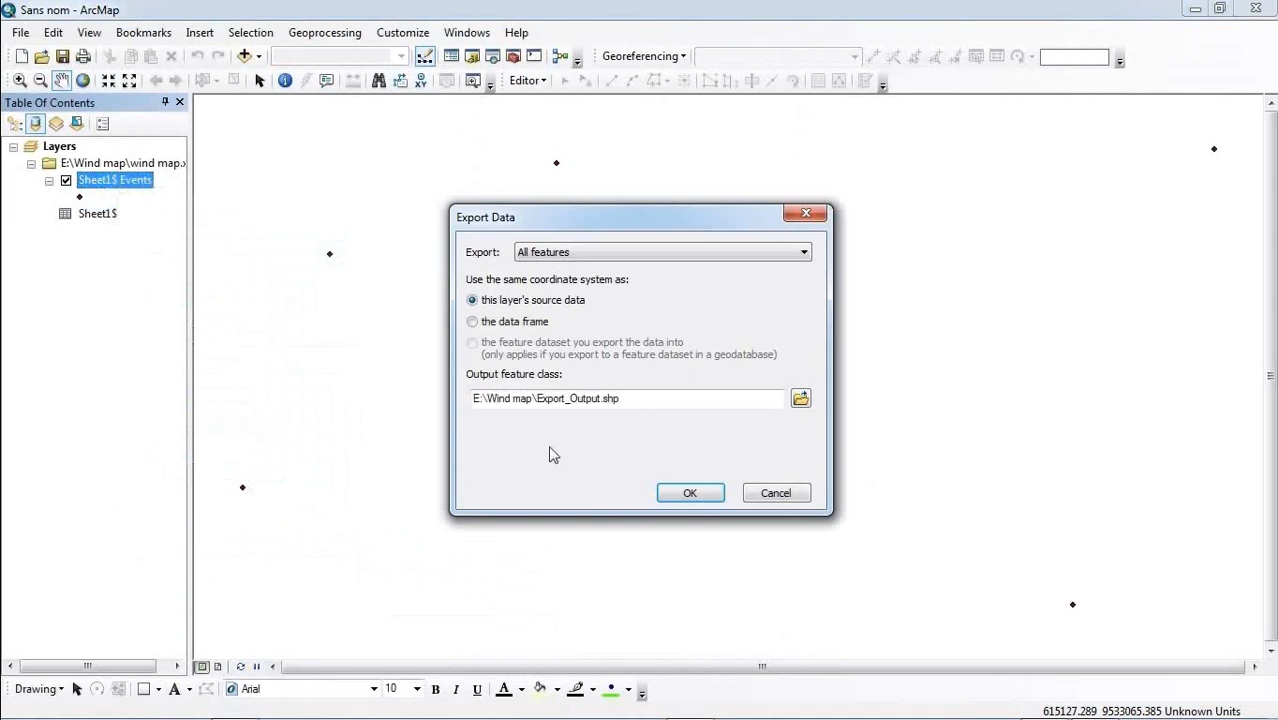 Sans nom - ArcMap
File Edit View Bookmarks Insert Selection Geoprocessing Customize Windows Help
Georeferencing
Editor
Table Of Contents
Layers
E:\Wind map\wind map.x
Sheet1$ Events
Sheet1$
Export Data
Export: All features
Use the same coordinate system as:
this layer's source data
the data frame
the feature dataset you export the data into
(only applies if you export to a feature dataset in a geodatabase)
Output feature class:
E:\Wind map\Export_Output.shp
OK Cancel
Drawing A Arial 10 B I U A
615127.289 9533065.385 Unknown Units